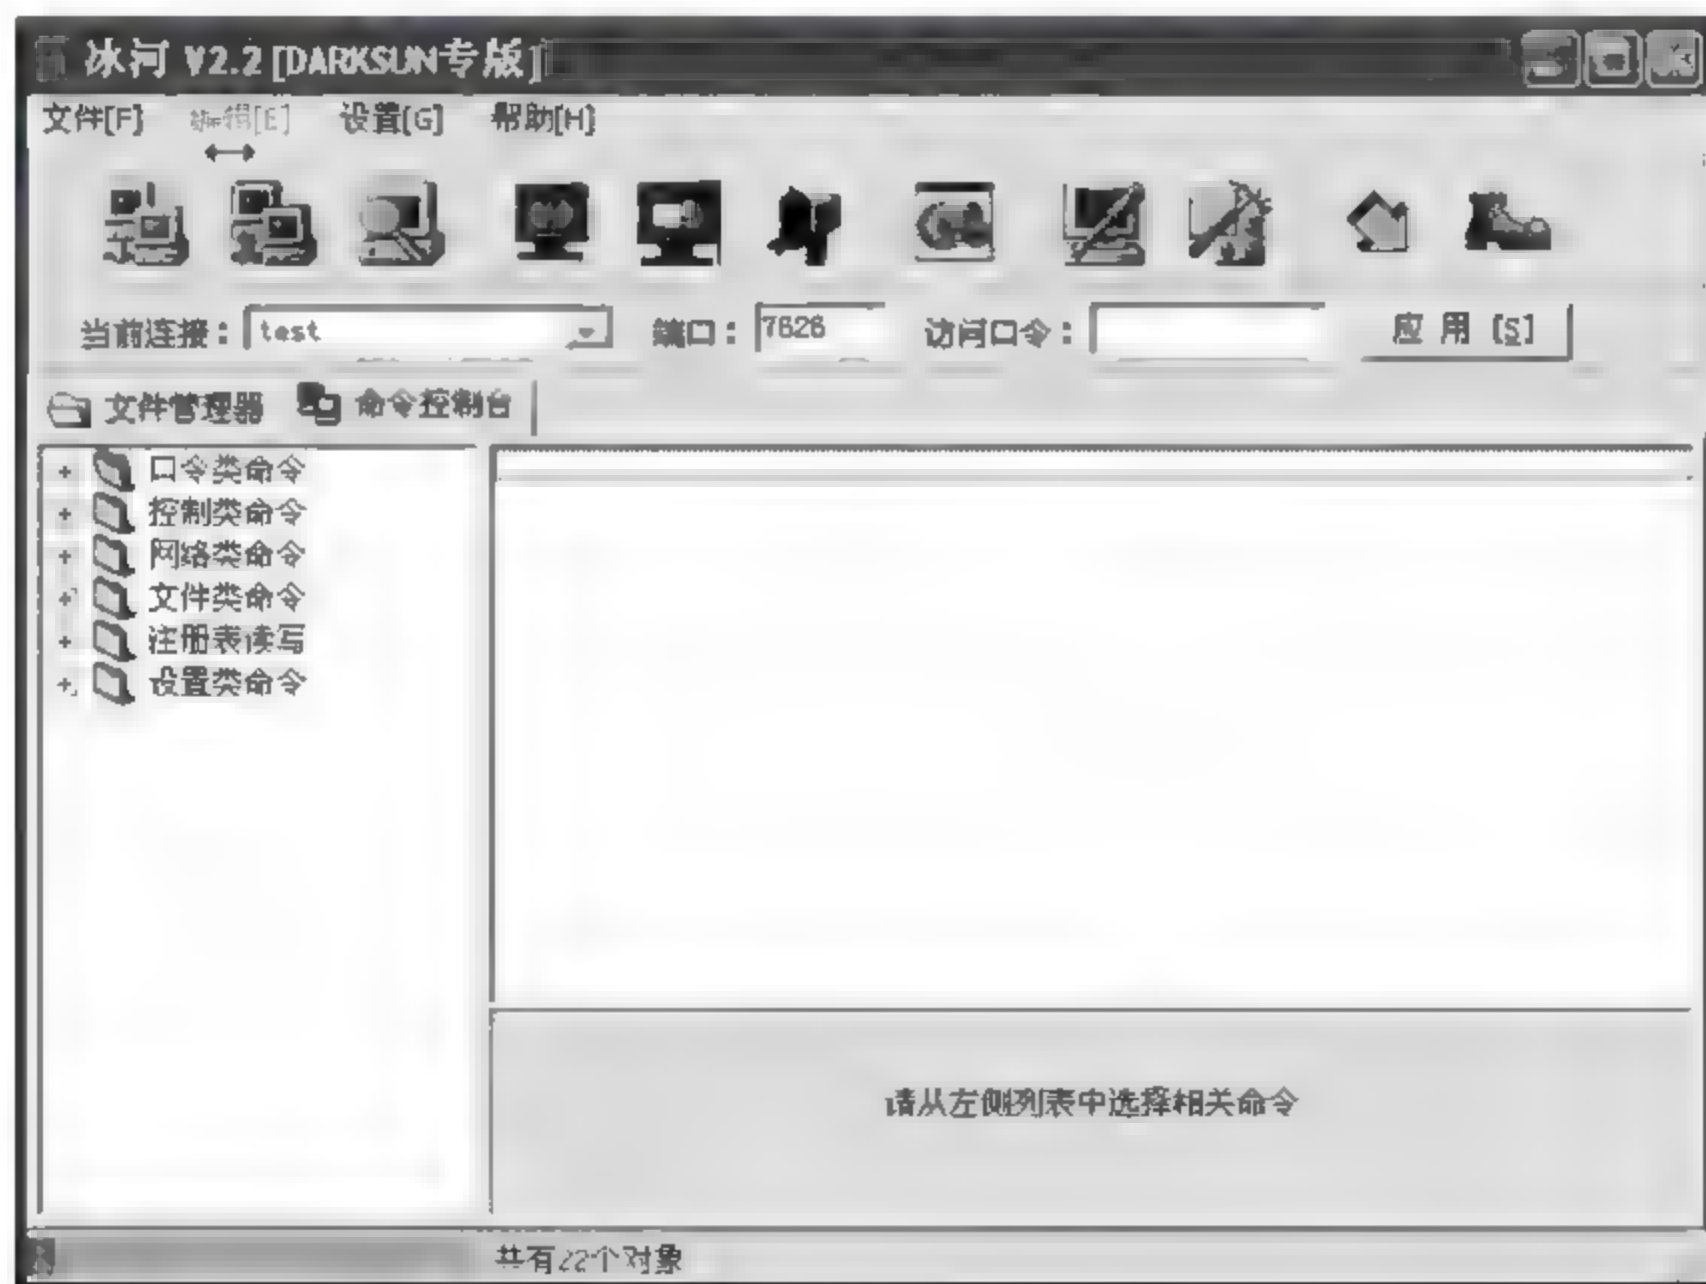 冰河 V2.2 [DARKSUN专版]
文件[F] 编辑[E] 设置[G] 帮助[H]
当前连接： test 端口： 7626 访问口令： 应 用 [S]
文件管理器 命令控制台
口令类命令
控制类命令
网络类命令
文件类命令
注册表读写
设置类命令
请从左侧列表中选择相关命令
共有22个对象